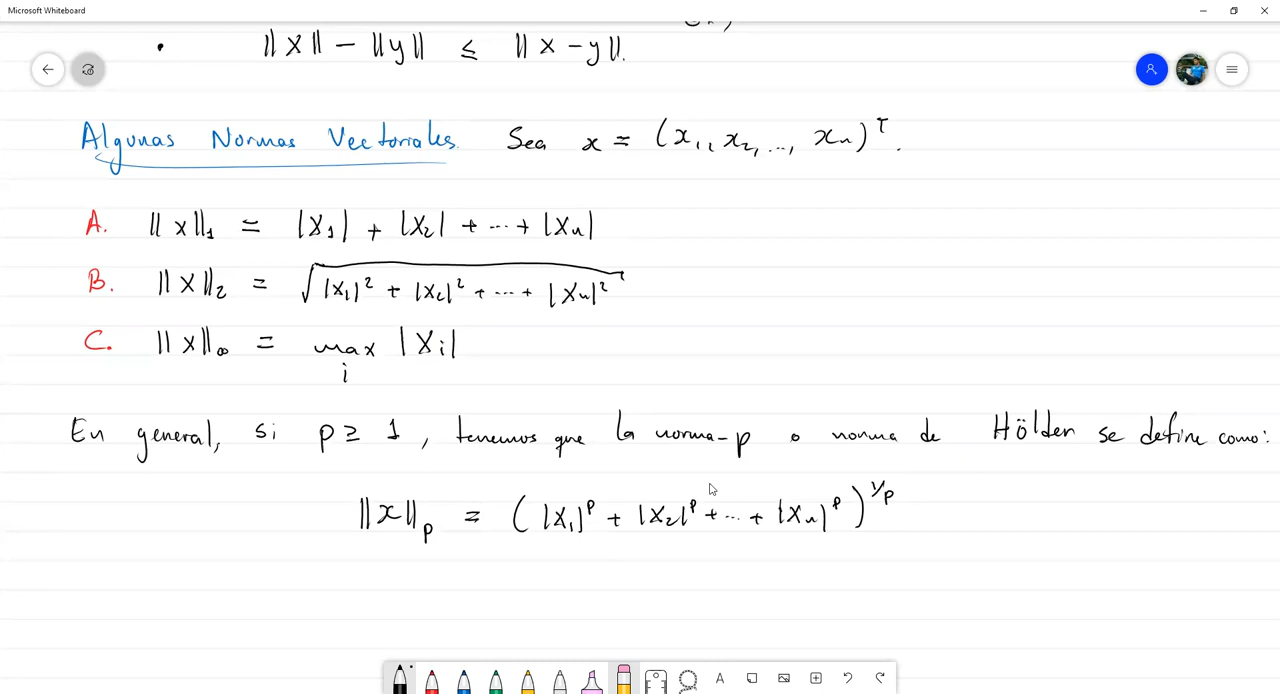 Microsoft Whiteboard
• ||x|| - ||y|| ≤ ||x - y||.
Algunas Normas Vectoriales. Sea x = (x₁, x₂, ..., xₙ)ᵀ.
A. ||x||₁ = |x₁| + |x₂| + ... + |xₙ|
B. ||x||₂ = √(|x₁|² + |x₂|² + ... + |xₙ|²)
C. ||x||∞ = max |xᵢ|
i
En general, si p ≥ 1, tenemos que la norma-p o norma de Hölder se define como:
||x||ₚ = (|x₁|ᵖ + |x₂|ᵖ + ... + |xₙ|ᵖ)^1/p
A